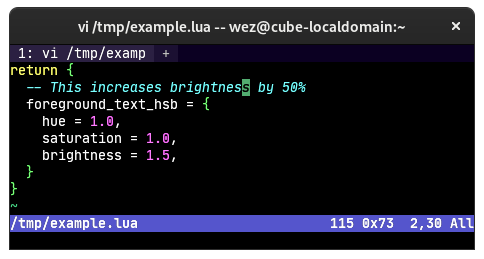 vi /tmp/example.lua -- wez@cube-localdomain:~ ×
1: vi /tmp/examp +
return {
  -- This increases brightness by 50%
  foreground_text_hsb = {
    hue = 1.0,
    saturation = 1.0,
    brightness = 1.5,
  }
}
~
/tmp/example.lua 115 0x73 2,30 All